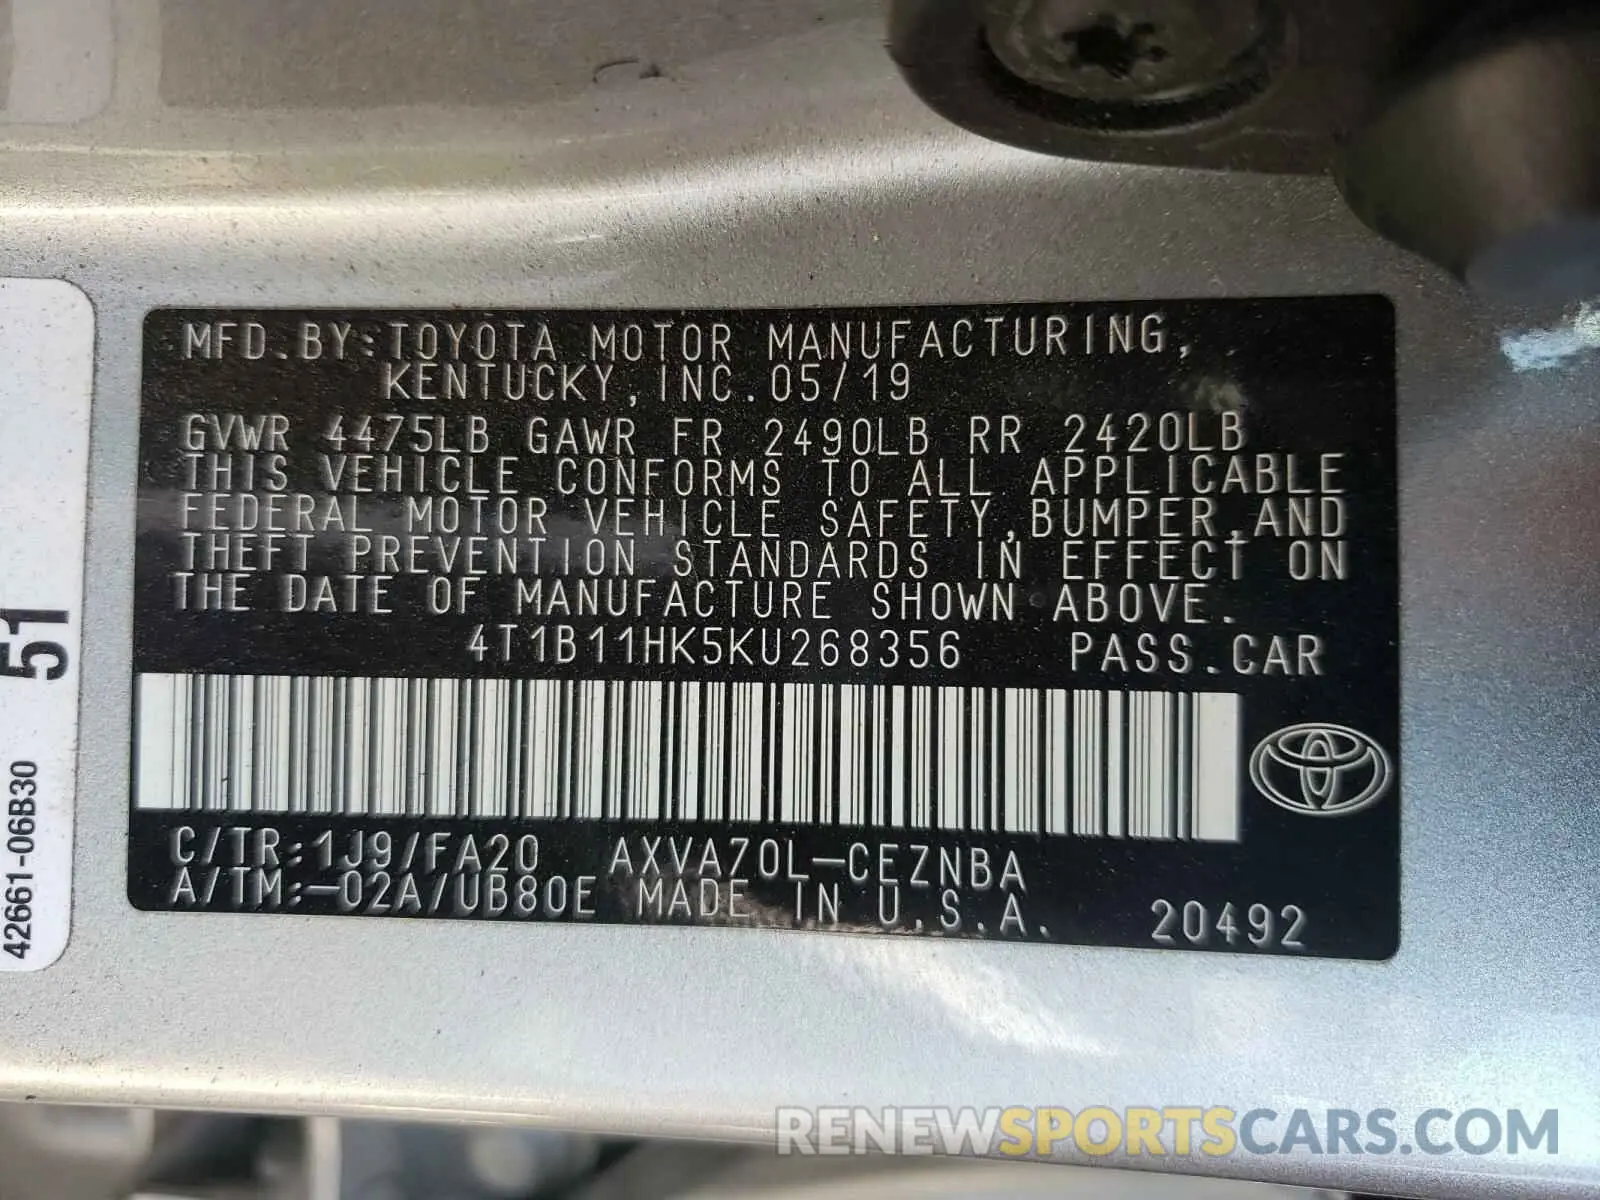 MFD.BY:TOYOTA MOTOR MANUFACTURING,
KENTUCKY,INC.05/19
GVWR 4475LB GAWR FR 2490LB RR 2420LB
THIS VEHICLE CONFORMS TO ALL APPLICABLE
FEDERAL MOTOR VEHICLE SAFETY,BUMPER,AND
THEFT PREVENTION STANDARDS IN EFFECT ON
THE DATE OF MANUFACTURE SHOWN ABOVE.
4T1B11HK5KU268356 PASS.CAR
C/TR:1J9/FA20 AXVA70L-CEZNBA
A/TM:-02A/UB80E MADE IN U.S.A. 20492
51
42661-06B30
RENEWSPORTSCARS.COM